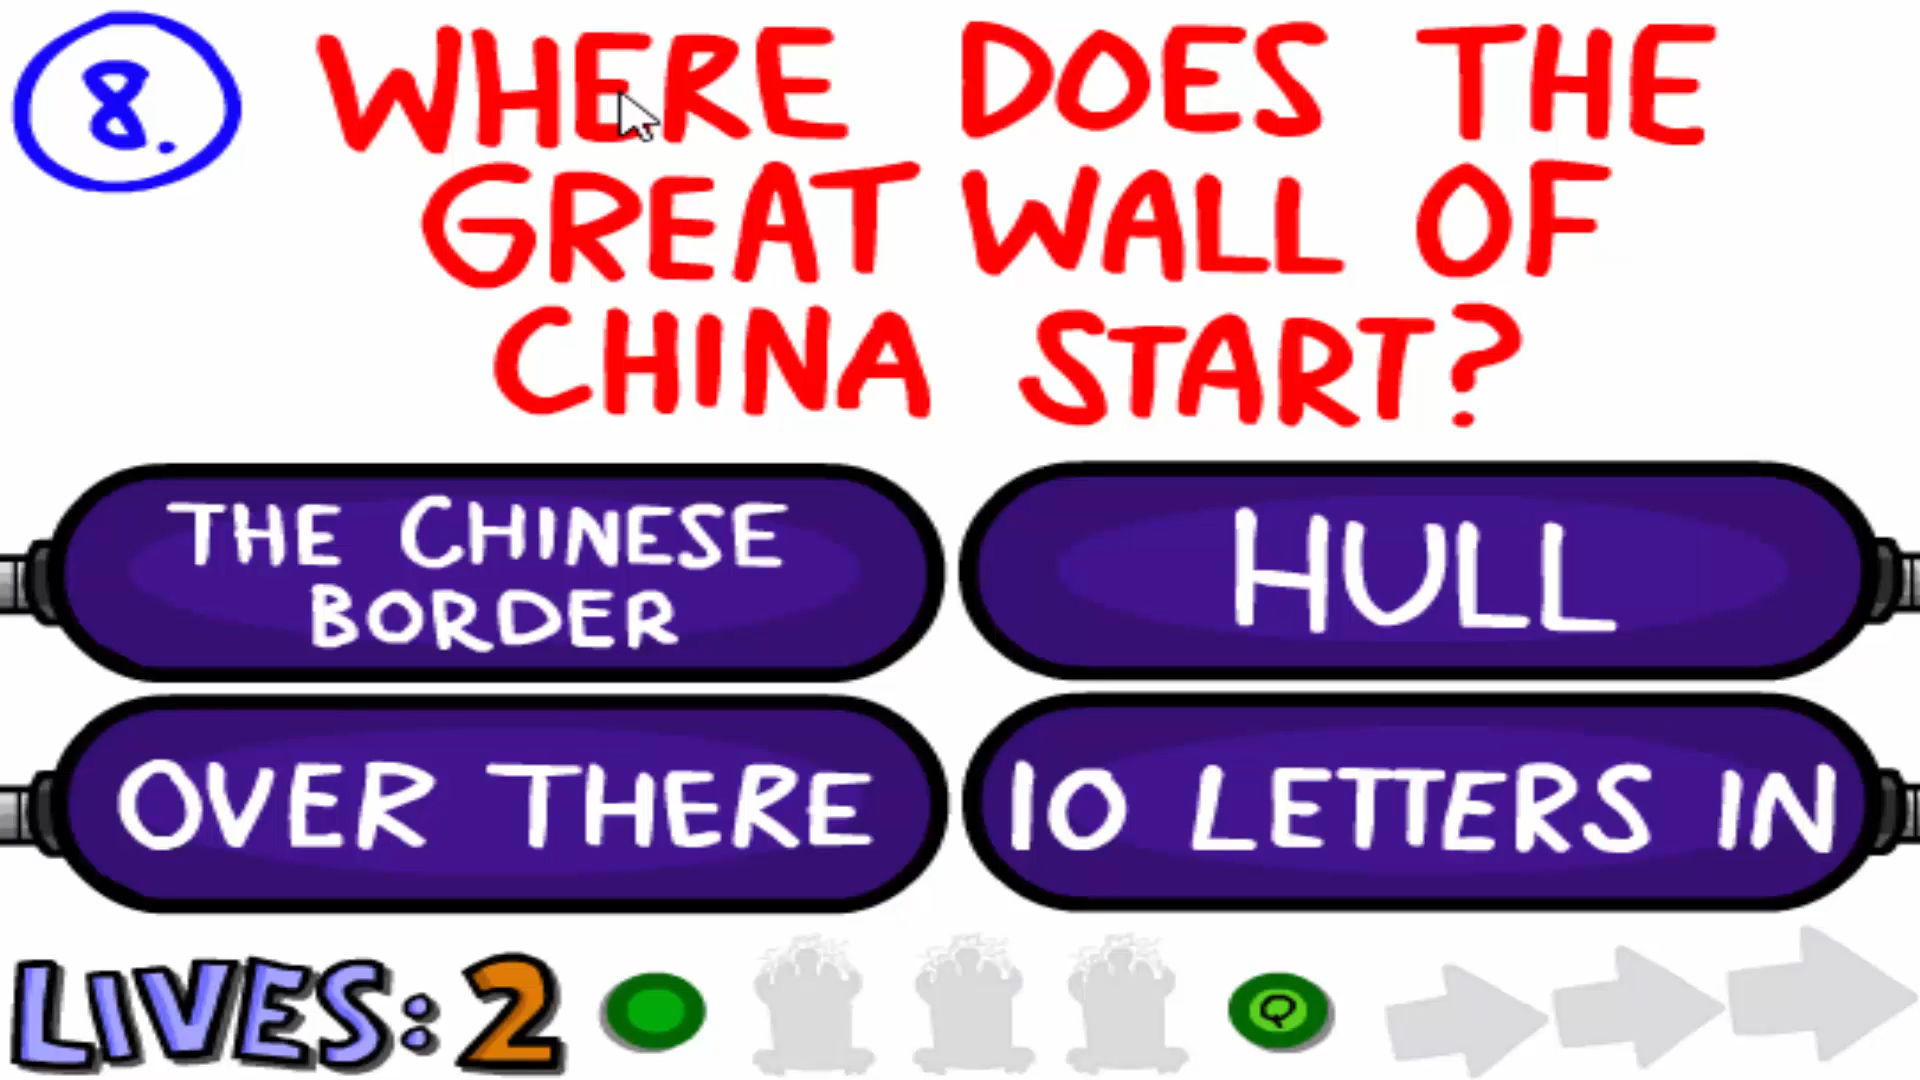 8.
WHERE DOES THE
GREAT WALL OF
CHINA START?
THE CHINESE
BORDER
HULL
OVER THERE
10 LETTERS IN
LIVES: 2
Q